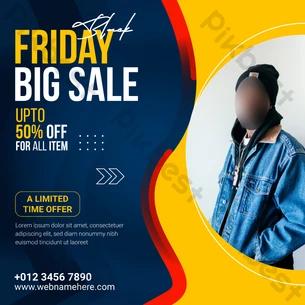 Black
FRIDAY
BIG SALE
UPTO
50% OFF
FOR ALL ITEM
A LIMITED
TIME OFFER
Lorem ipsum dolor sit amet, consectetuer
adipiscing elit, sed diam nonummy nibh
euismod tincidunt ut laoreet dolore
+012 3456 7890
www.webnamehere.com